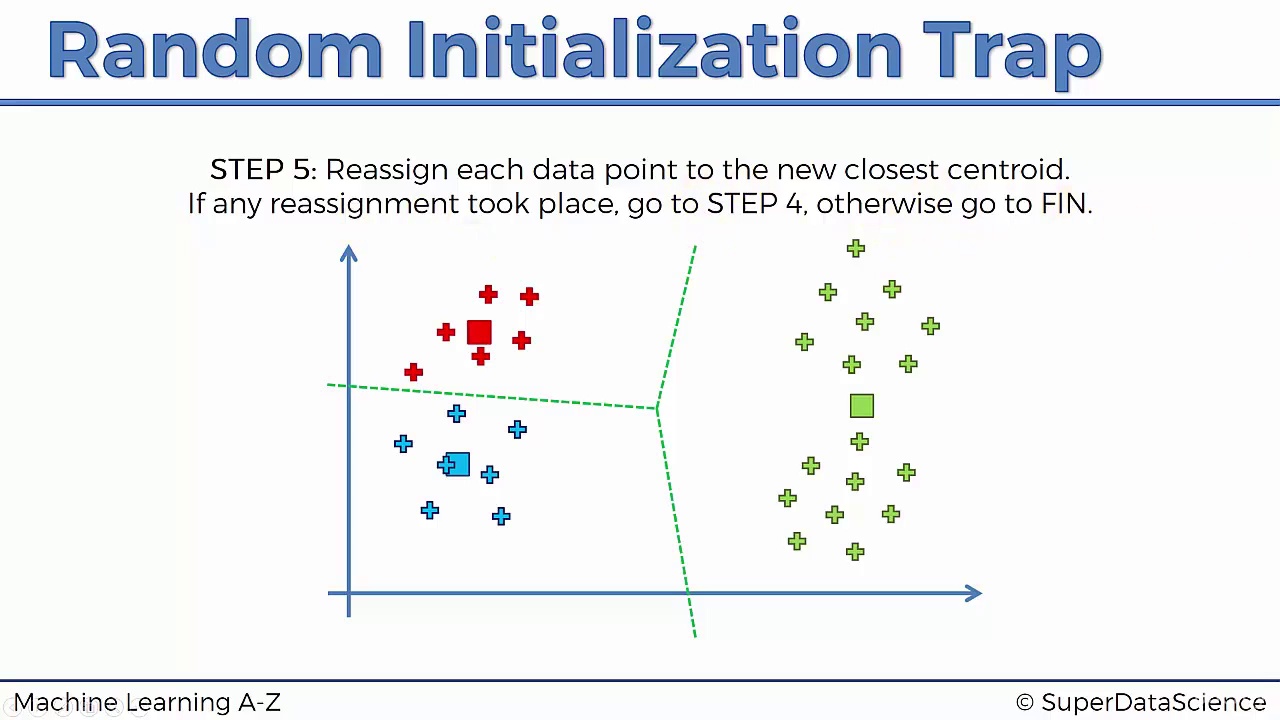 Random Initialization Trap
STEP 5: Reassign each data point to the new closest centroid.
If any reassignment took place, go to STEP 4, otherwise go to FIN.
Machine Learning A-Z
© SuperDataScience